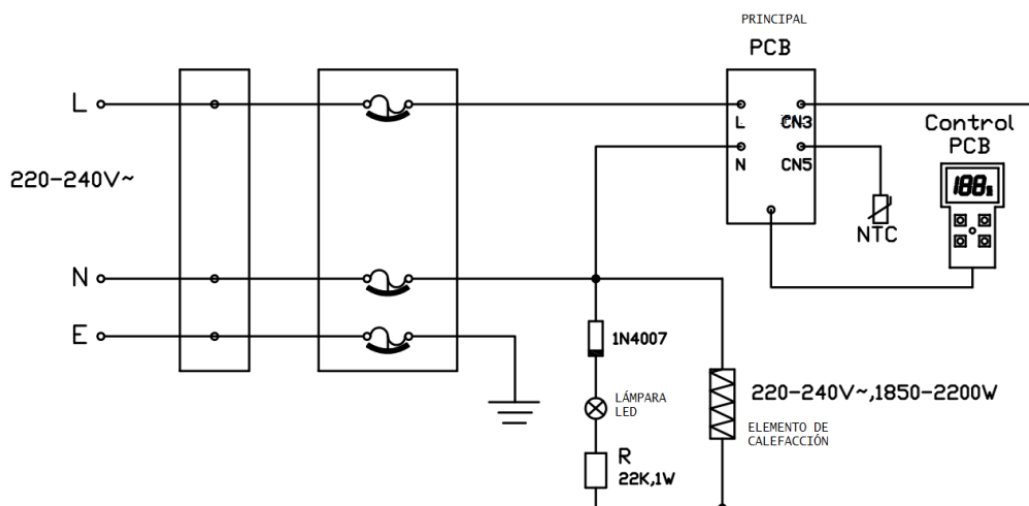 PRINCIPAL
PCB
L
220-240V~
N
E
L
N
CN3
CN5
Control
PCB
188%
NTC
1N4007
LÁMPARA
LED
R
22K,1W
220-240V~,1850-2200W
ELEMENTO DE
CALEFACCIÓN